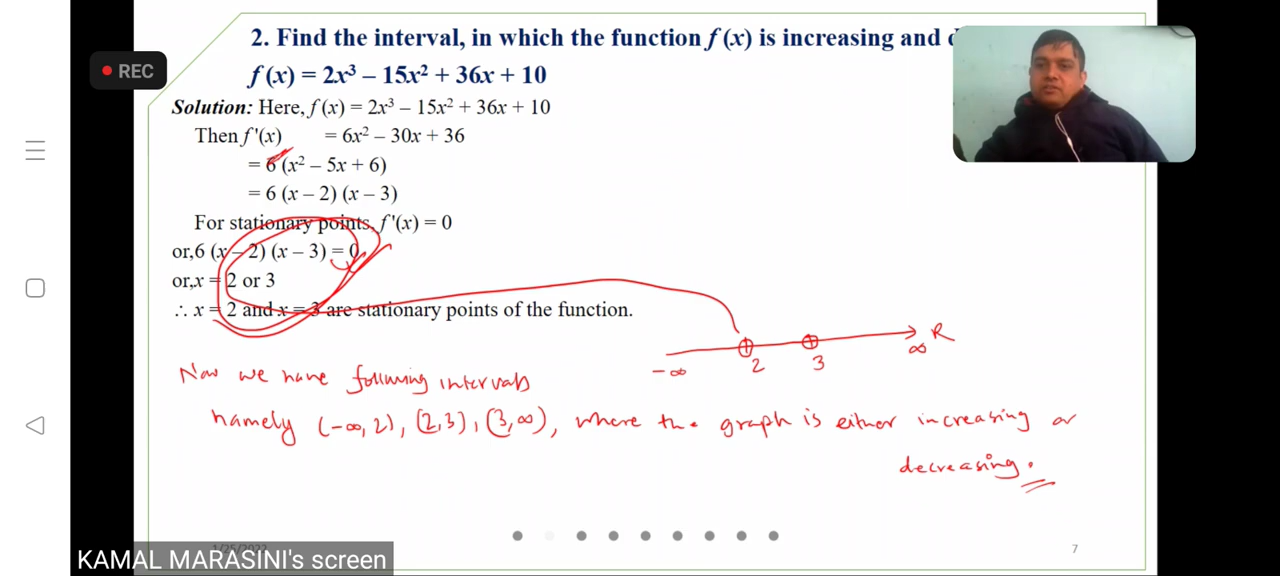 2. Find the interval, in which the function f (x) is increasing and
REC
f (x) = 2x³ – 15x² + 36x + 10
Solution: Here, f (x) = 2x³ – 15x² + 36x + 10
Then f '(x) = 6x² – 30x + 36
= 6 (x² – 5x + 6)
= 6 (x – 2) (x – 3)
For stationary points, f '(x) = 0
or,6 (x – 2) (x – 3) = 0
or,x = 2 or 3
∴ x = 2 and x = 3 are stationary points of the function.
-∞ 2 3 ∞ R
Now we have following intervals
namely (-∞, 2), (2,3), (3,∞), where the graph is either increasing or
decreasing.
KAMAL MARASINI's screen
7